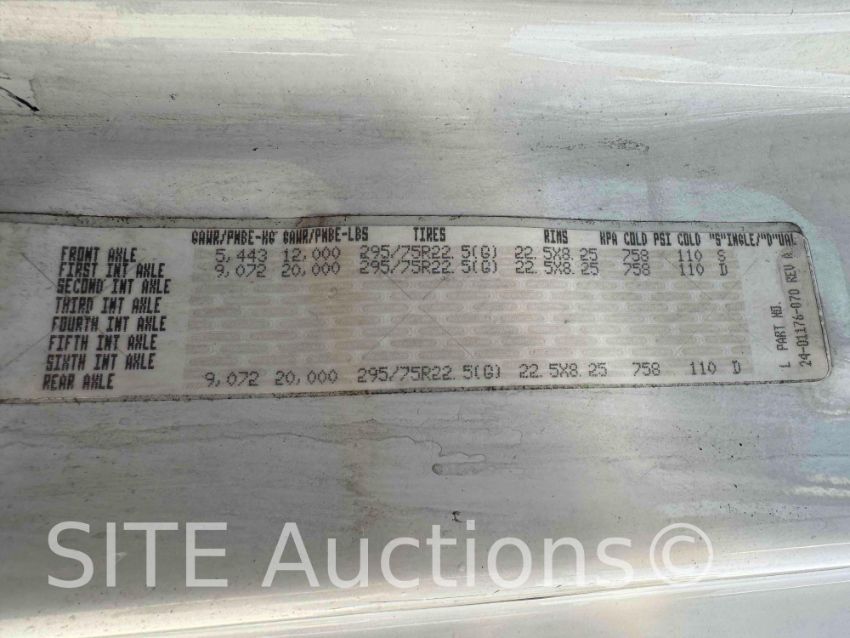 GAWR/PNBE-KG GAWR/PNBE-LBS TIRES RIMS KPA COLD PSI COLD "S"INGLE/"D"UAL
FRONT AXLE 5,443 12,000 295/75R22.5(G) 22.5X8.25 758 110 S
FIRST INT AXLE 9,072 20,000 295/75R22.5(G) 22.5X8.25 758 110 D
SECOND INT AXLE
THIRD INT AXLE
FOURTH INT AXLE
FIFTH INT AXLE
SIXTH INT AXLE
REAR AXLE 9,072 20,000 295/75R22.5(G) 22.5X8.25 758 110 D
L PART NO.
24-01176-070 REV A
SITE Auctions©